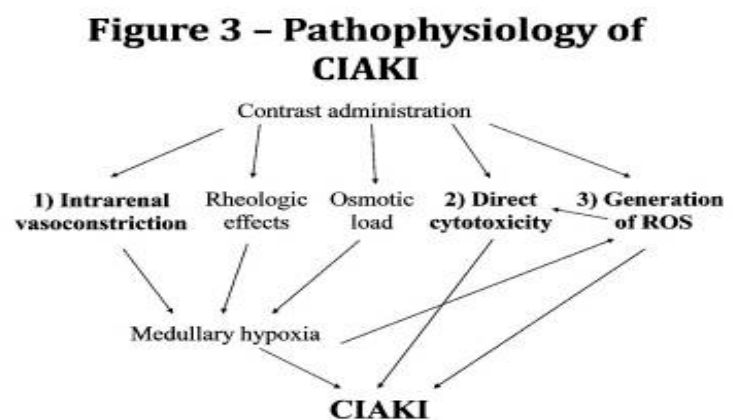 Figure 3 – Pathophysiology of
CIAKI
Contrast administration
1) Intrarenal
vasoconstriction
Rheologic
effects
Osmotic
load
2) Direct
cytotoxicity
3) Generation
of ROS
Medullary hypoxia
CIAKI